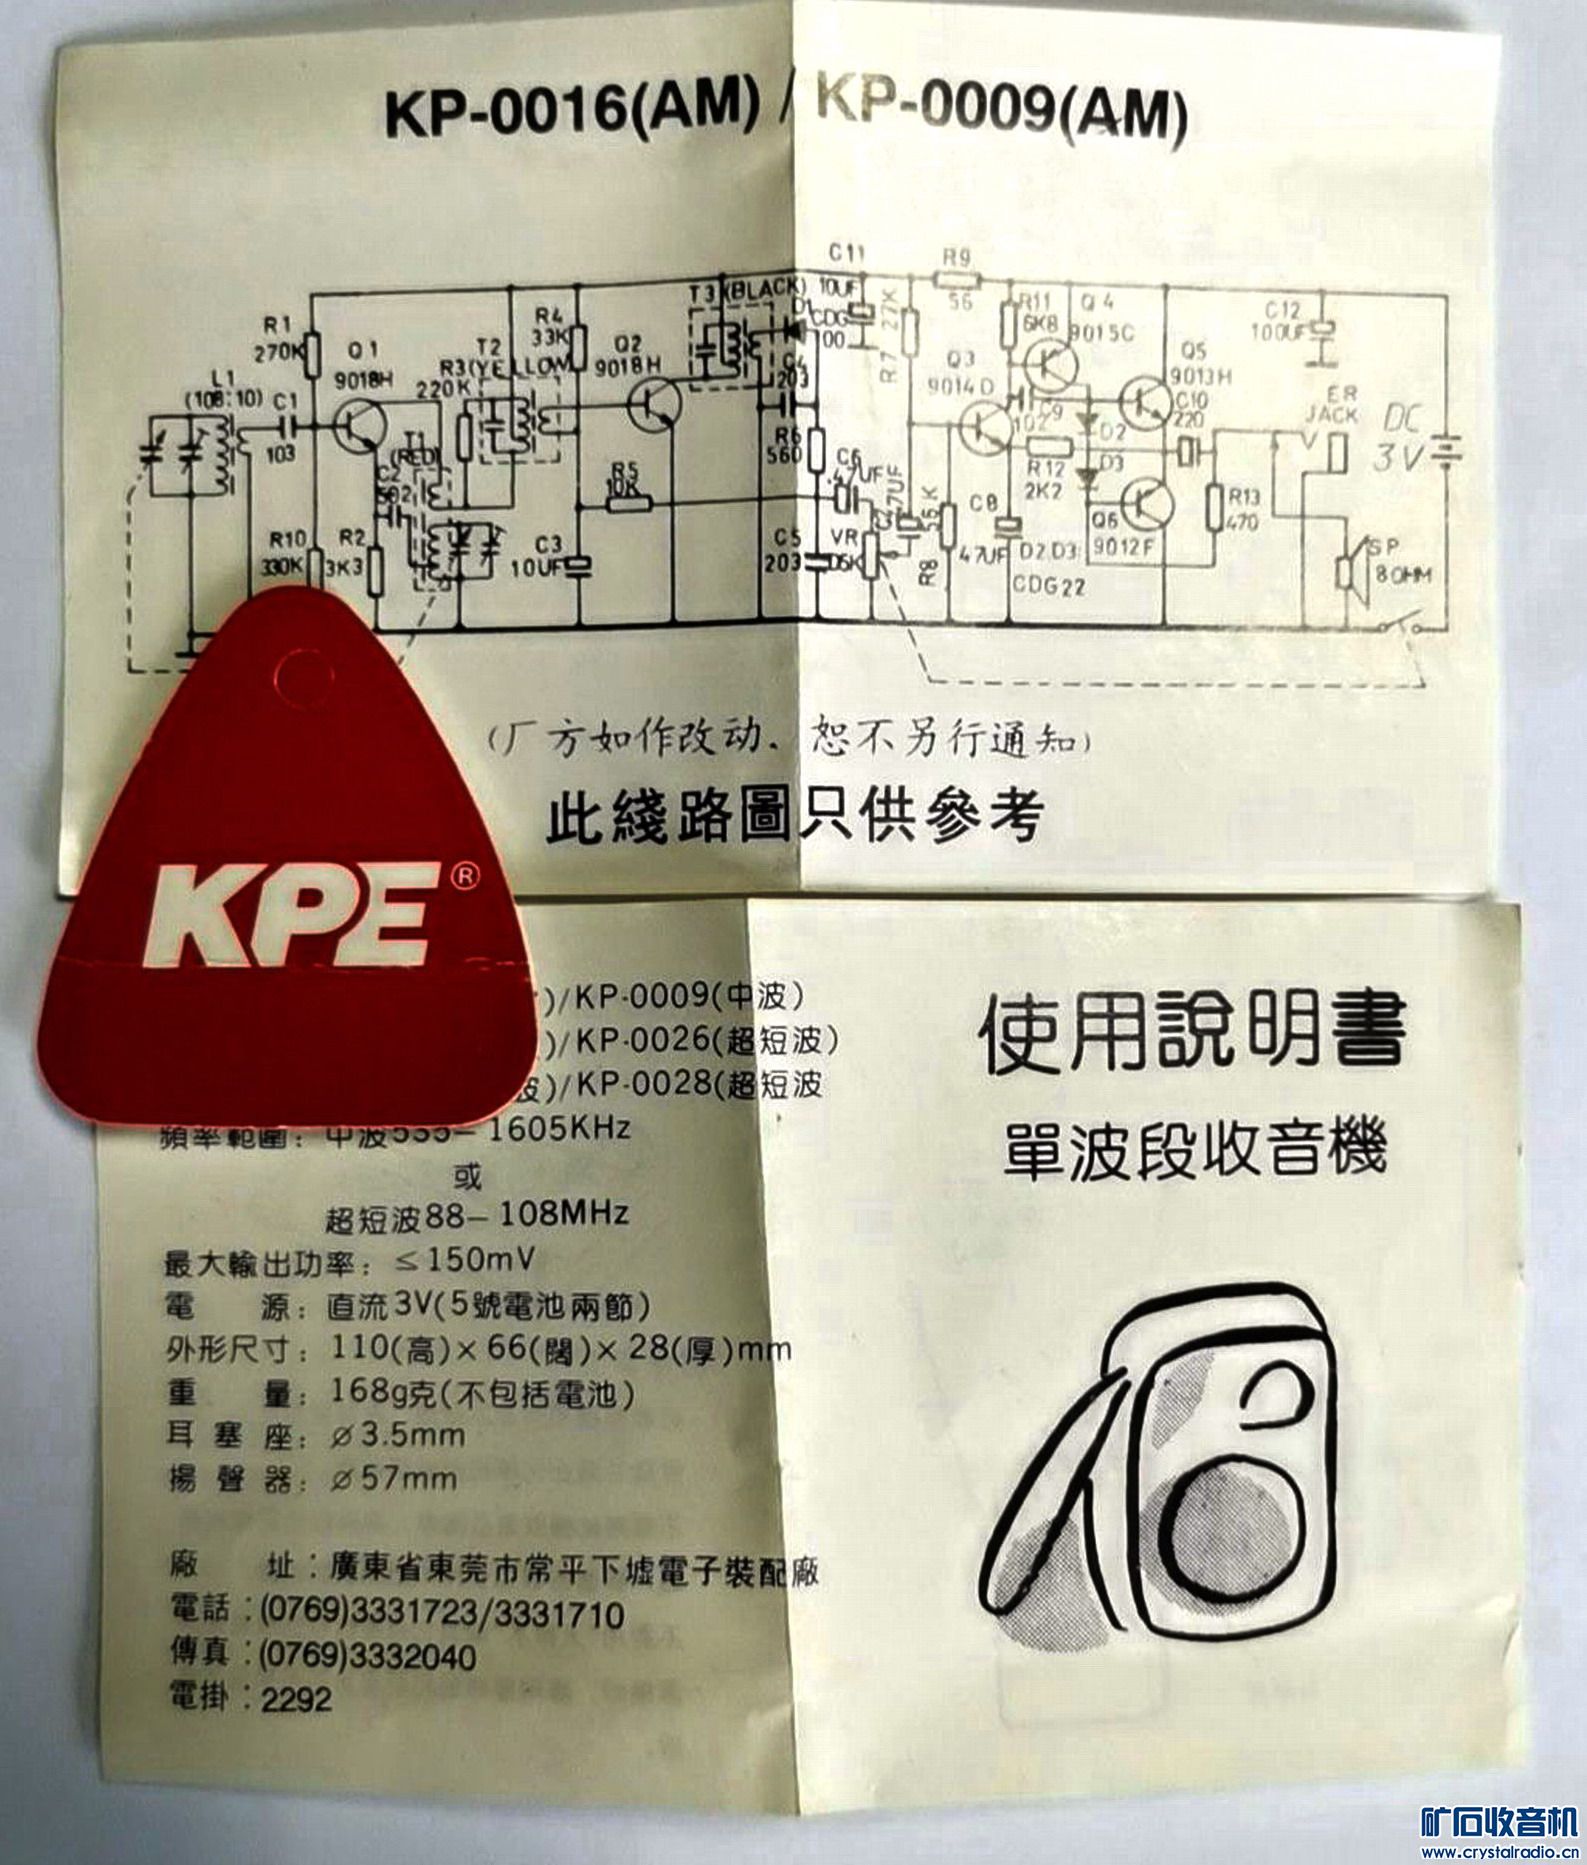 KP-0016(AM) / KP-0009(AM)
C11
10UF
R9
56
R1
270K
Q1
9018H
T2
R3(YELLOW)
220K
R4
33K
Q2
9018H
T3(BLACK)
D1
CDG
00
R7
27K
R11
6K8
Q4
9015C
C12
100UF
Q3
9014D
Q5
9013H
ER
JACK
DC
3V
L1
(108:10)
C1
103
C4
203
C9
102
C10
220
T1
(RED)
C2
R6
560
C6
.47UF
D2
R12
2K2
D3
R5
10K
R13
470
R10
330K
R2
3K3
C3
10UF
C5
203
VR
R8
C8
47UF
D2.D3:
CDG22
Q6
9012F
SP
8OHM
(厂方如作改动.恕不另行通知)
此綫路圖只供參考
KPE®
)/KP-0009(中波)
)/KP-0026(超短波)
波)/KP-0028(超短波
頻率範圍：中波535–1605KHz
或
超短波88–108MHz
最大輸出功率：≤150mV
電　源：直流3V(5號電池兩節)
外形尺寸：110(高)×66(闊)×28(厚)mm
重　量：168g克(不包括電池)
耳塞座：⌀3.5mm
揚聲器：⌀57mm
廠　址：廣東省東莞市常平下墟電子裝配廠
電話：(0769)3331723/3331710
傳真：(0769)3332040
電掛：2292
使用說明書
單波段收音機
矿石收音机
www.crystalradio.cn